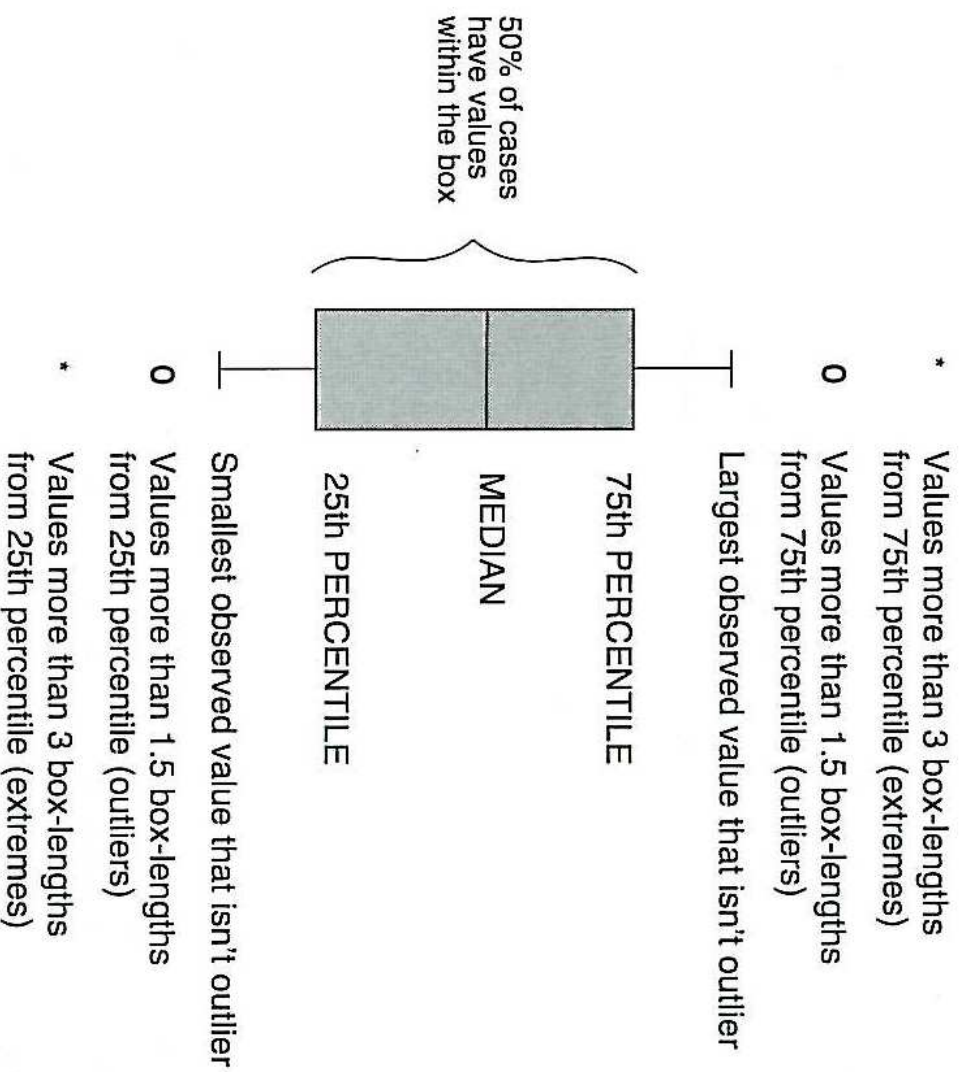 * Values more than 3 box-lengths
from 75th percentile (extremes)
O Values more than 1.5 box-lengths
from 75th percentile (outliers)
Largest observed value that isn't outlier
75th PERCENTILE
50% of cases
have values
within the box
MEDIAN
25th PERCENTILE
Smallest observed value that isn't outlier
O Values more than 1.5 box-lengths
from 25th percentile (outliers)
* Values more than 3 box-lengths
from 25th percentile (extremes)